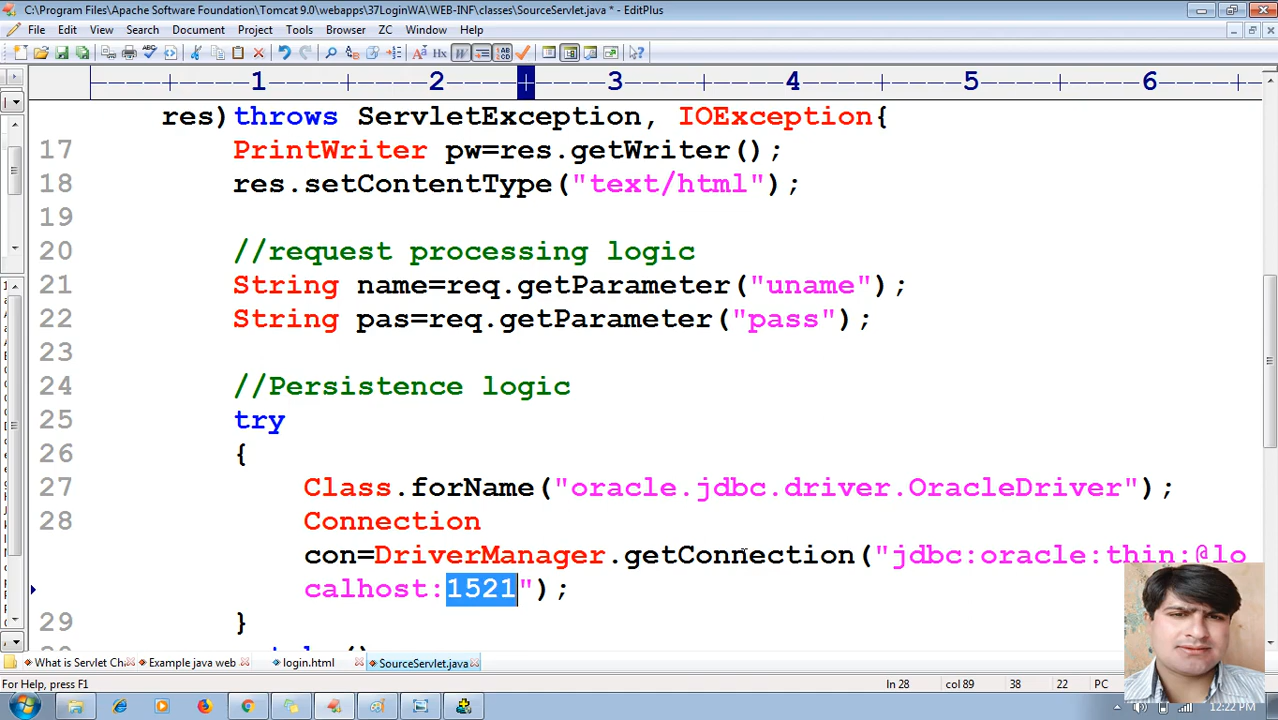 C:\Program Files\Apache Software Foundation\Tomcat 9.0\webapps\37LoginWA\WEB-INF\classes\SourceServlet.java * - EditPlus
File Edit View Search Document Project Tools Browser ZC Window Help
1 2 3 4 5 6
res)throws ServletException, IOException{
17 PrintWriter pw=res.getWriter();
18 res.setContentType("text/html");
19
20 //request processing logic
21 String name=req.getParameter("uname");
22 String pas=req.getParameter("pass");
23
24 //Persistence logic
25 try
26 {
27 Class.forName("oracle.jdbc.driver.OracleDriver");
28 Connection
con=DriverManager.getConnection("jdbc:oracle:thin:@lo
calhost:1521");
29 }
What is Servlet Ch Example java web login.html SourceServlet.java
For Help, press F1 ln 28 col 89 38 22 PC
12:22 PM